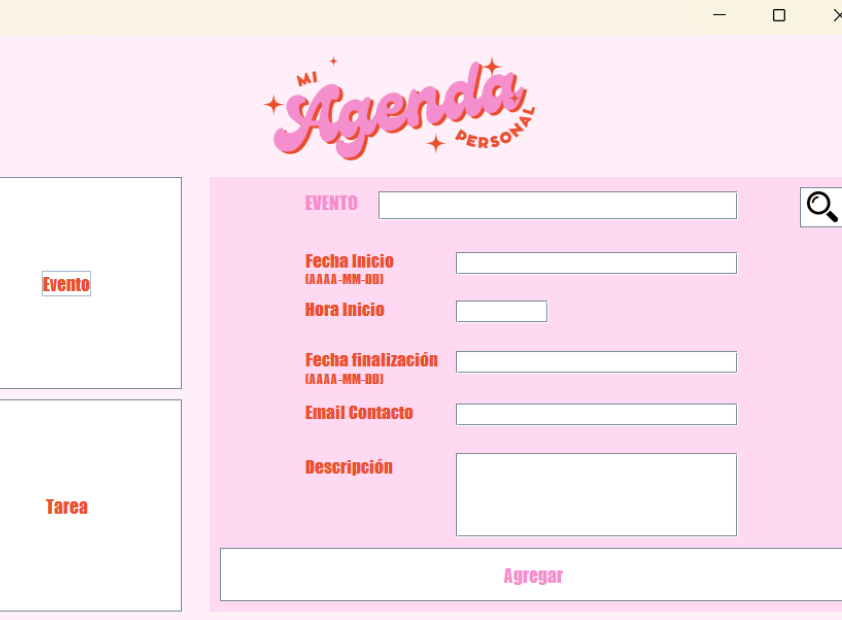 MI
Agenda
PERSONAL
Evento
Tarea
EVENTO
Fecha Inicio
(AAAA-MM-DD)
Hora Inicio
Fecha finalización
(AAAA-MM-DD)
Email Contacto
Descripción
Agregar